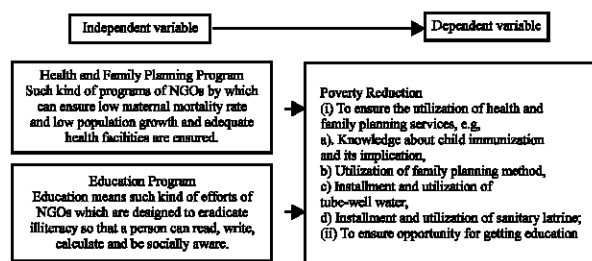 Independent variable
Dependent variable
Health and Family Planning Program
Such kind of programs of NGOs by which
can ensure low maternal mortality rate
and low population growth and adequate
health facilities are ensured.
Education Program
Education means such kind of efforts of
NGOs which are designed to eradicate
illiteracy so that a person can read, write,
calculate and be socially aware.
Poverty Reduction
(i) To ensure the utilization of health and
family planning services, e.g,
a). Knowledge about child immunization
and its implication,
b) Utilization of family planning method,
c) Installment and utilization of
tube-well water,
d) Installment and utilization of sanitary latrine;
(ii) To ensure opportunity for getting education